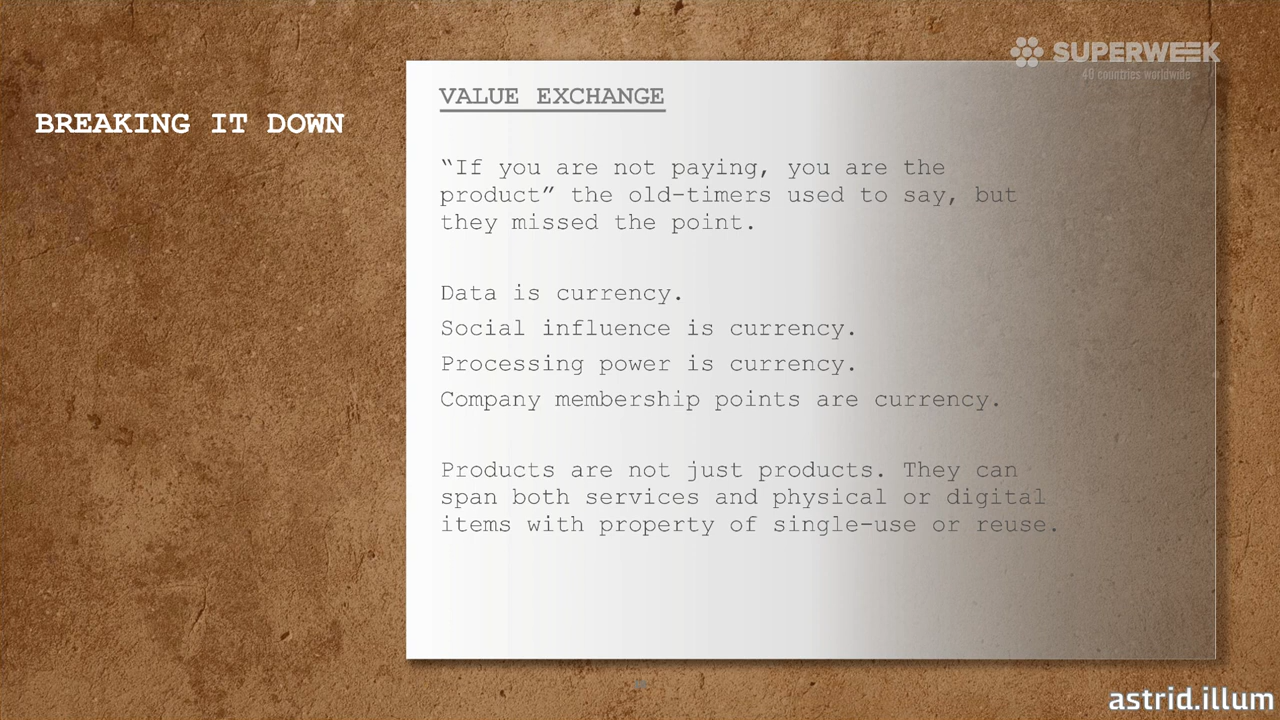 SUPERWEEK
40 countries worldwide
BREAKING IT DOWN
VALUE EXCHANGE
“If you are not paying, you are the
product” the old-timers used to say, but
they missed the point.
Data is currency.
Social influence is currency.
Processing power is currency.
Company membership points are currency.
Products are not just products. They can
span both services and physical or digital
items with property of single-use or reuse.
astrid.illum